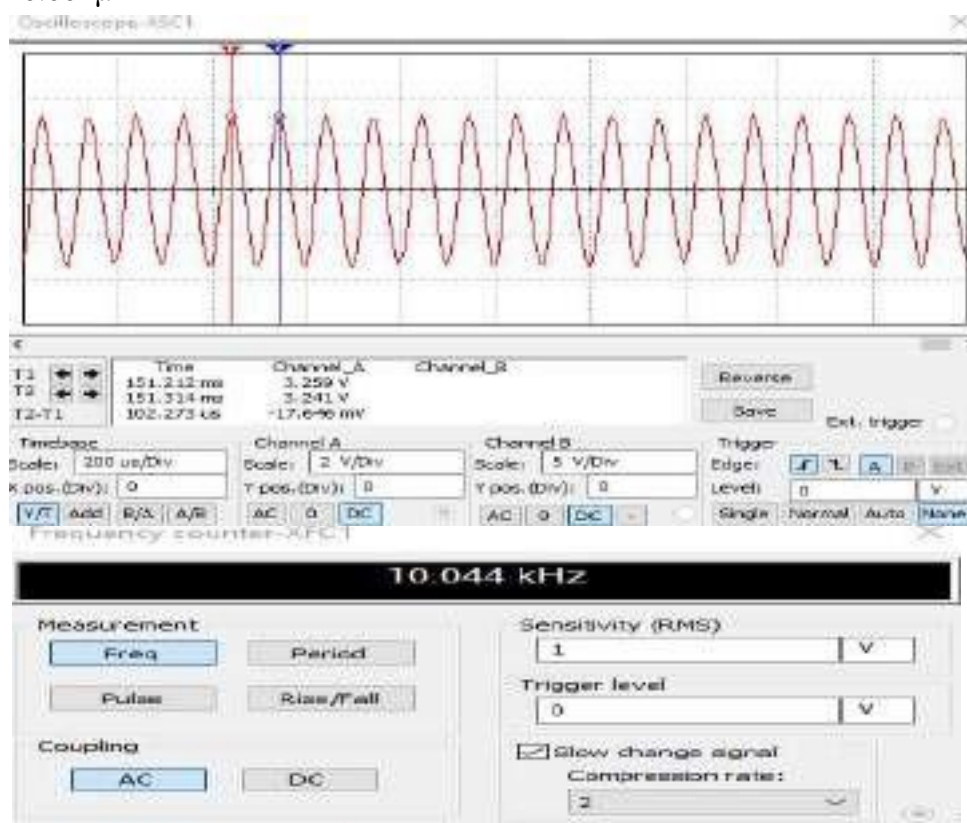 Oscilloscope-XSC1
T1
T2
T2-T1
Time Channel_A Channel_B
151.212 ms 3.259 V
151.314 ms 3.241 V
102.273 us -17.646 mV
Reverse
Save
Ext. trigger
Timebase
Scale: 200 us/Div
X pos.(Div): 0
Y/T Add B/A A/B
Channel A
Scale: 2 V/Div
Y pos.(Div): 0
AC 0 DC
Channel B
Scale: 5 V/Div
Y pos.(Div): 0
AC 0 DC -
Trigger
Edge: A B Ext
Level: 0 V
Single Normal Auto None
Frequency counter-XFC1
10.044 kHz
Measurement
Freq Period
Pulse Rise/Fall
Coupling
AC DC
Sensitivity (RMS)
1 V
Trigger level
0 V
Slow change signal
Compression rate:
2